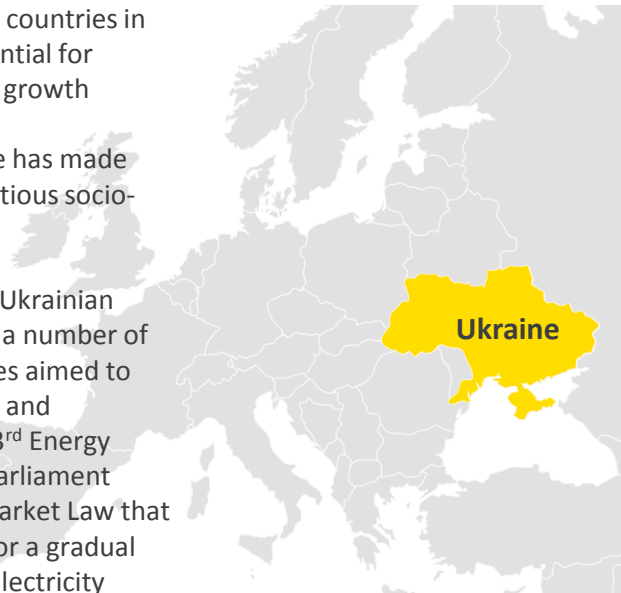 countries in
ntial for
growth
e has made
tious socio-
Ukrainian
a number of
es aimed to
and
3rd Energy
arliament
arket Law that
or a gradual
lectricity
Ukraine